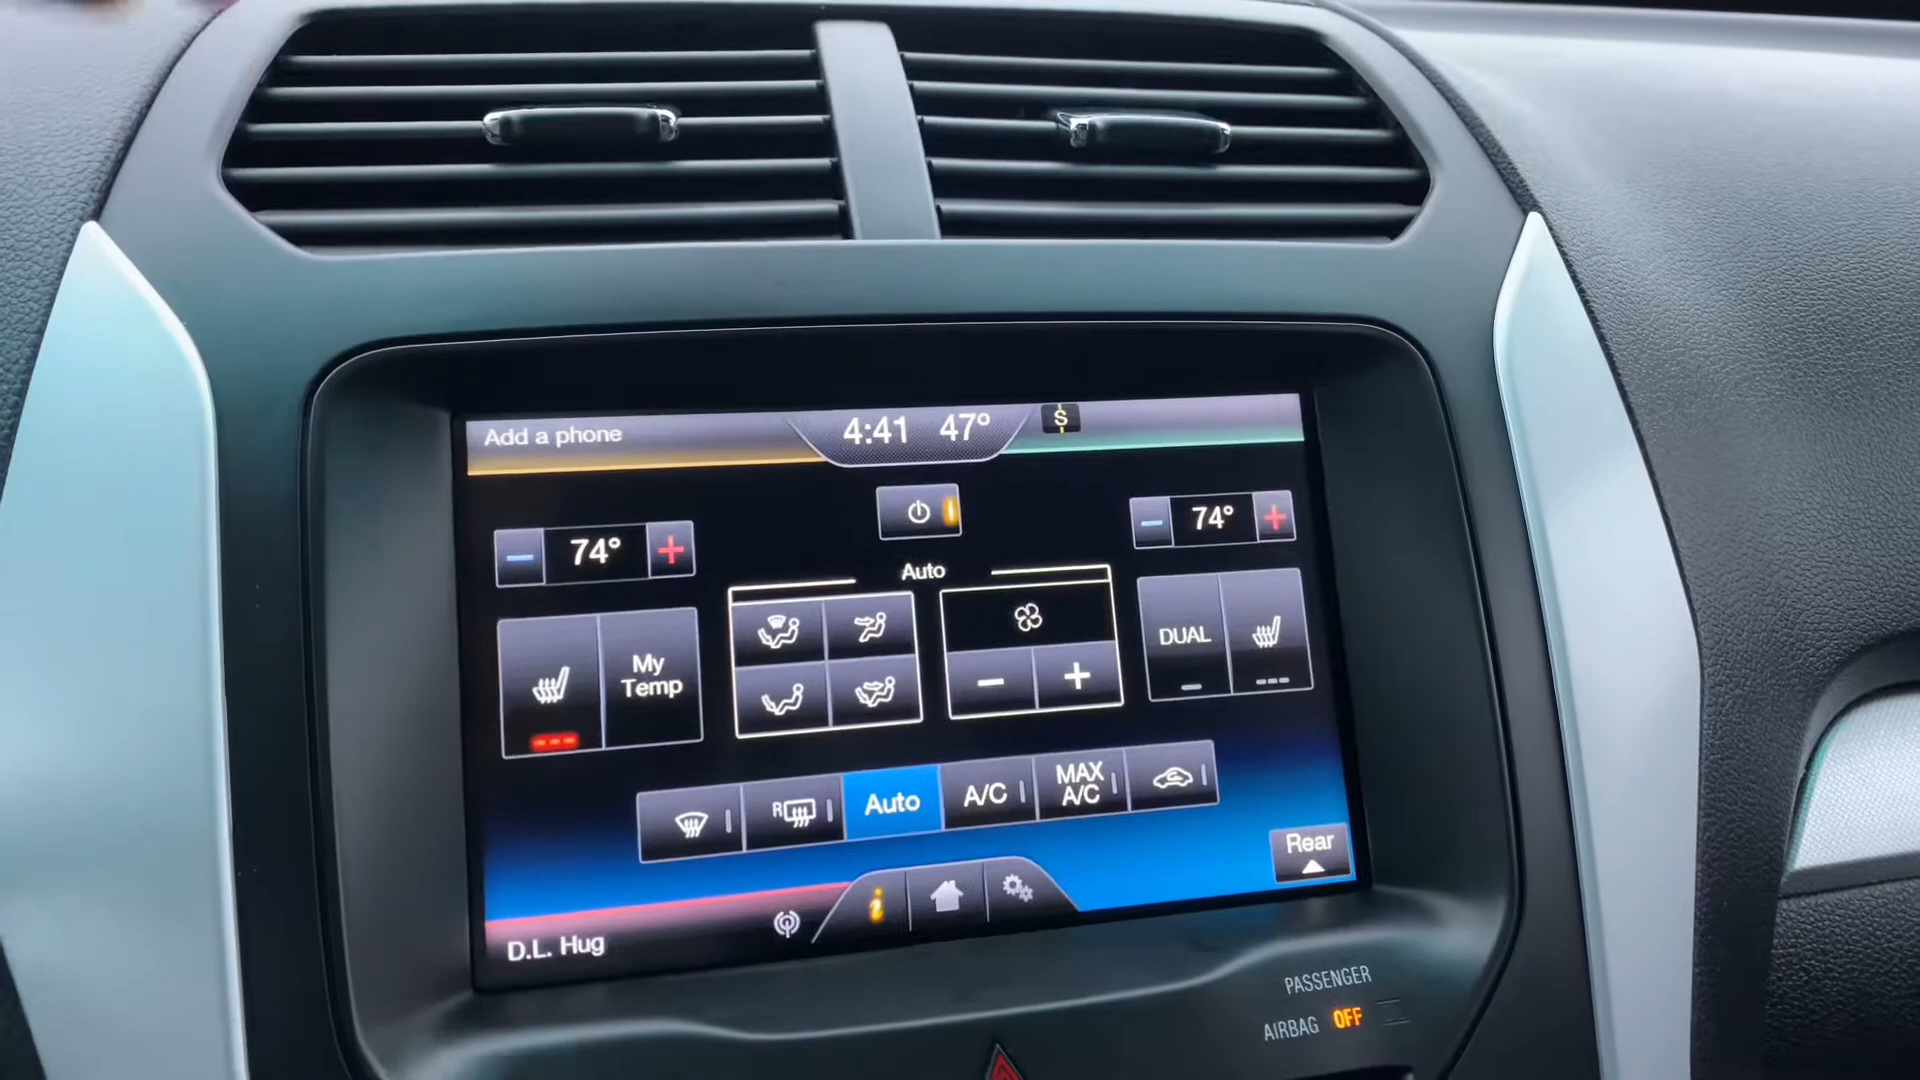 Add a phone
4:41 47°
S
74°
74°
Auto
My
Temp
DUAL
R
Auto
A/C
MAX
A/C
Rear
i
D.L. Hug
PASSENGER
AIRBAG OFF